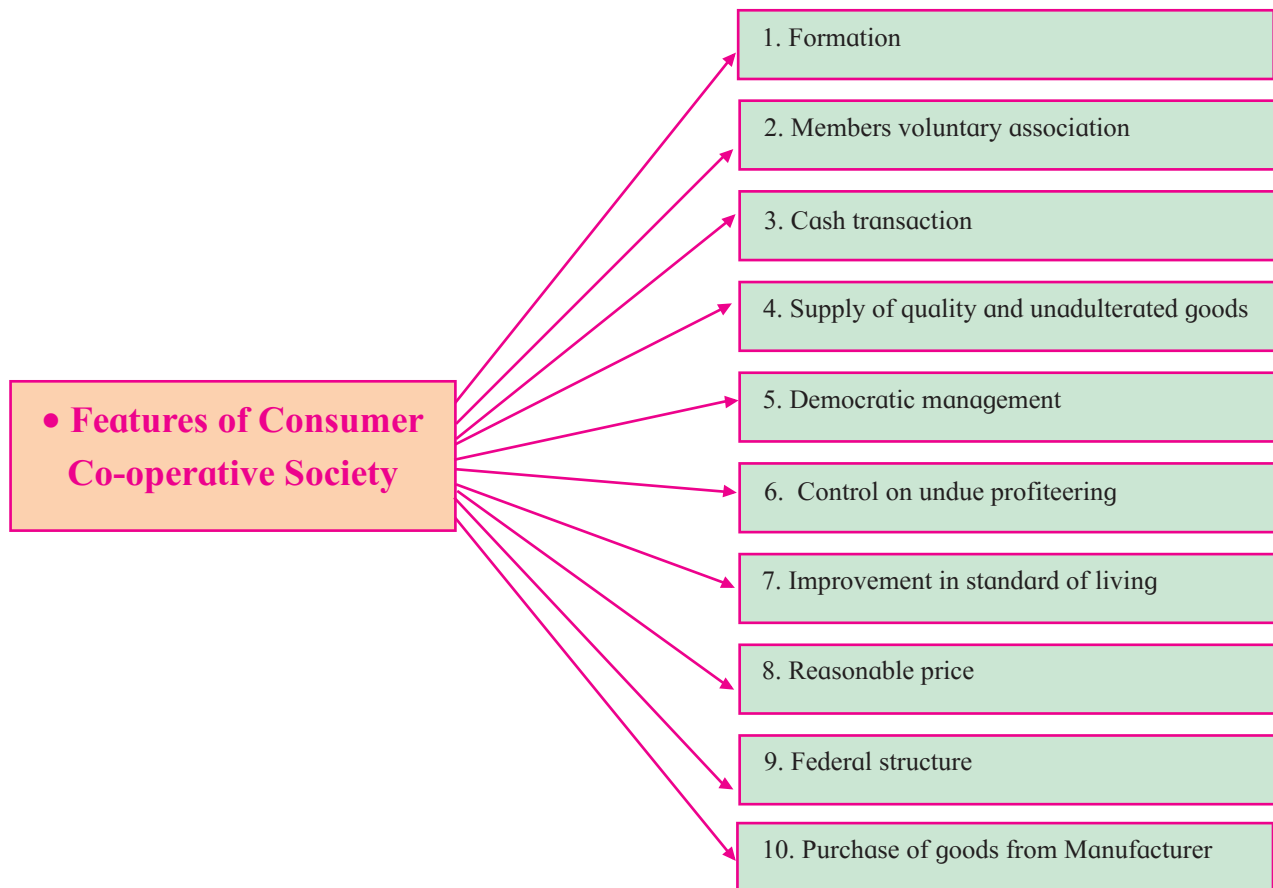 • Features of Consumer
Co-operative Society
1. Formation
2. Members voluntary association
3. Cash transaction
4. Supply of quality and unadulterated goods
5. Democratic management
6. Control on undue profiteering
7. Improvement in standard of living
8. Reasonable price
9. Federal structure
10. Purchase of goods from Manufacturer